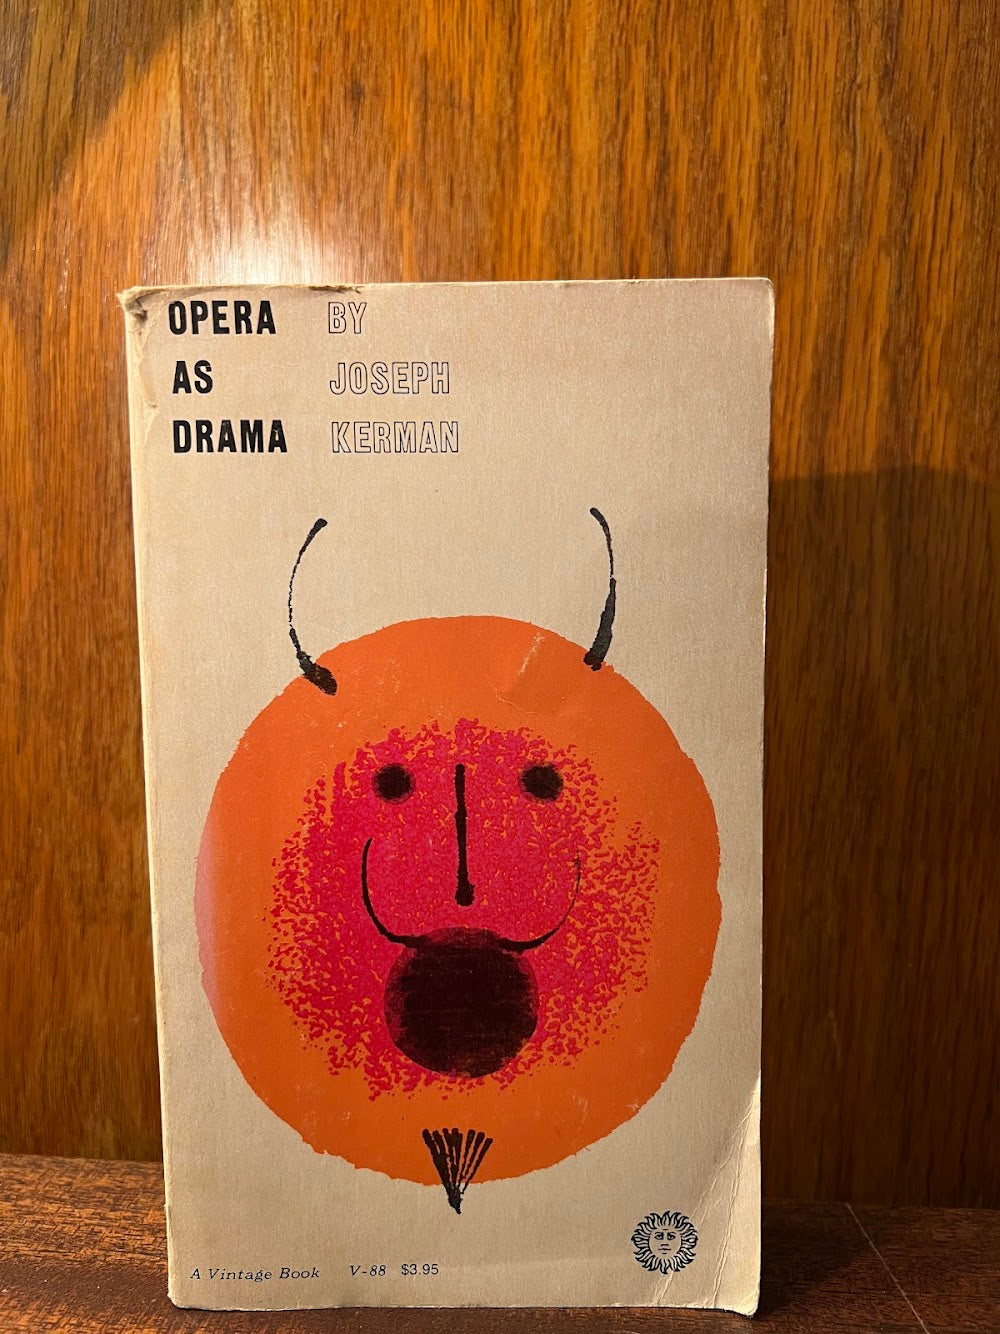 OPERA
AS
DRAMA
BY
JOSEPH
KERMAN
A Vintage Book V-88 $3.95